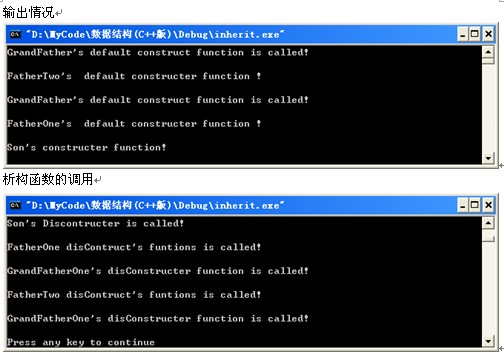 输出情况↵
"D:\MyCode\数据结构(C++版)\Debug\inherit.exe"
GrandFather's default construct function is called!
FatherTwo's  default constructer function !
GrandFather's default construct function is called!
FatherOne's  default constructer function !
Son's constructer function!
析构函数的调用↵
"D:\MyCode\数据结构(C++版)\Debug\inherit.exe"
Son's Discontructer is called!
FatherOne disContruct's funtions is called!
GrandFatherOne's disConstructer function is called!
FatherTwo disContruct's funtions is called!
GrandFatherOne's disConstructer function is called!
Press any key to continue